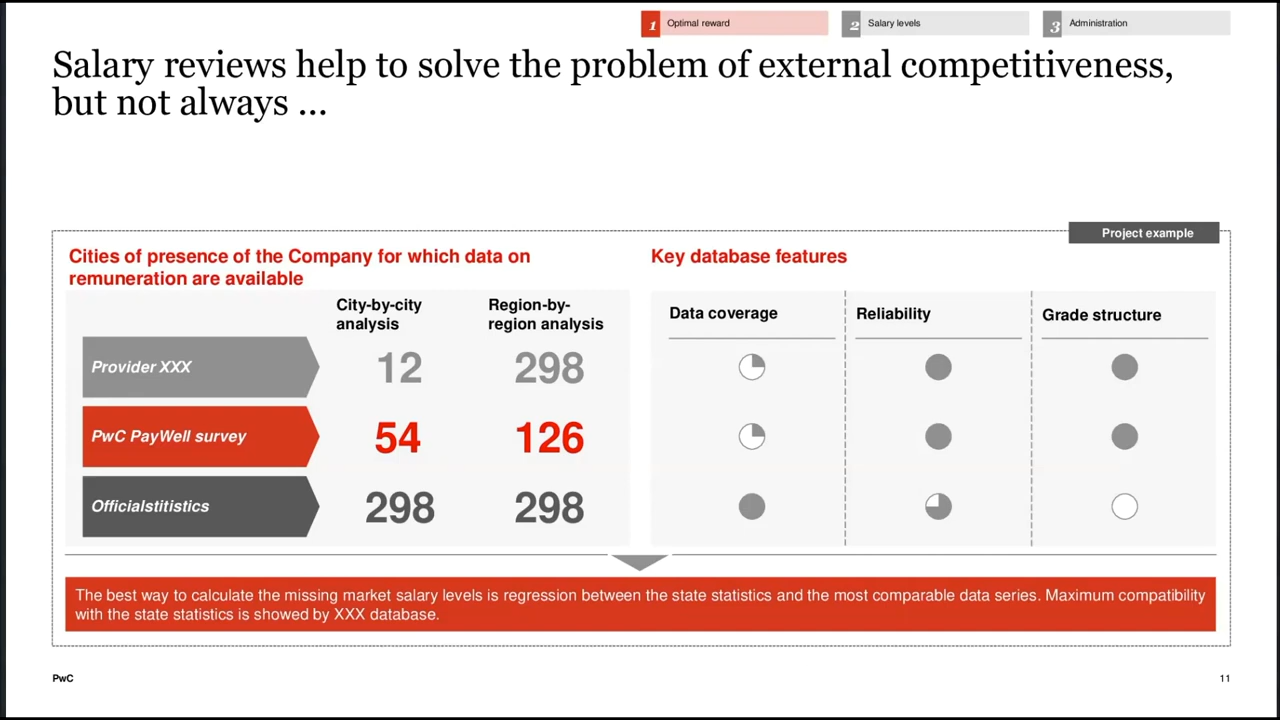 1 Optimal reward
2 Salary levels
3 Administration
Salary reviews help to solve the problem of external competitiveness,
but not always ...
Project example
Cities of presence of the Company for which data on
remuneration are available
City-by-city
analysis
Region-by-
region analysis
Provider XXX
12
298
PwC PayWell survey
54
126
Officialstitistics
298
298
Key database features
Data coverage
Reliability
Grade structure
The best way to calculate the missing market salary levels is regression between the state statistics and the most comparable data series. Maximum compatibility
with the state statistics is showed by XXX database.
PwC
11